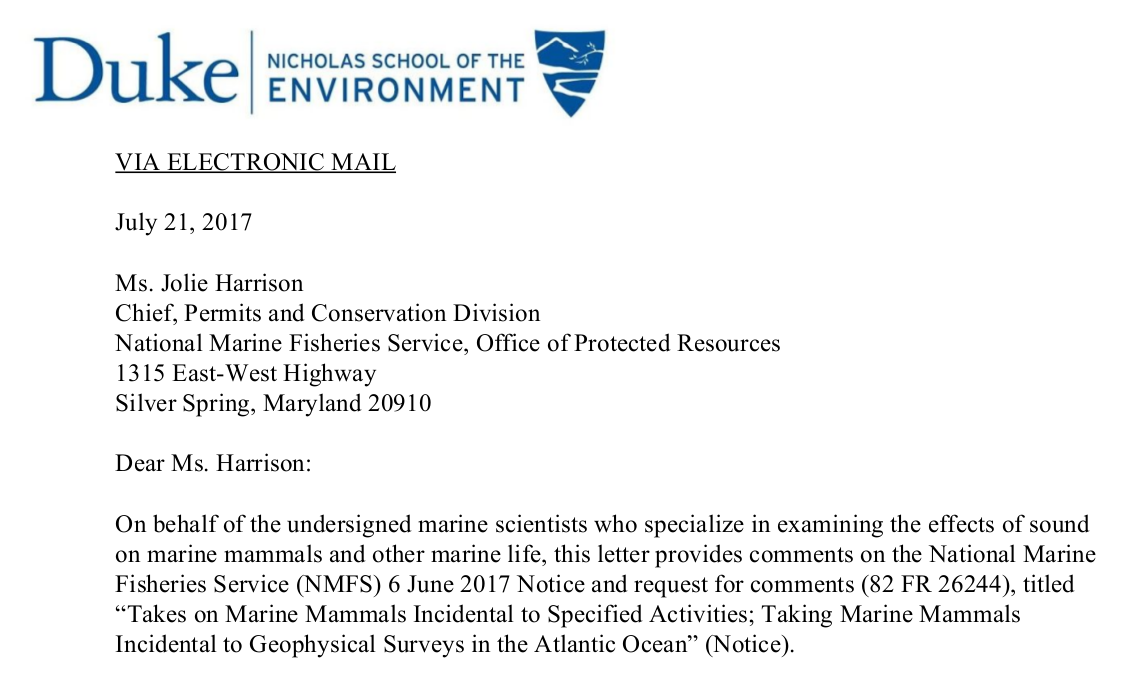 Duke
NICHOLAS SCHOOL OF THE
ENVIRONMENT
VIA ELECTRONIC MAIL
July 21, 2017
Ms. Jolie Harrison
Chief, Permits and Conservation Division
National Marine Fisheries Service, Office of Protected Resources
1315 East-West Highway
Silver Spring, Maryland 20910
Dear Ms. Harrison:
On behalf of the undersigned marine scientists who specialize in examining the effects of sound
on marine mammals and other marine life, this letter provides comments on the National Marine
Fisheries Service (NMFS) 6 June 2017 Notice and request for comments (82 FR 26244), titled
“Takes on Marine Mammals Incidental to Specified Activities; Taking Marine Mammals
Incidental to Geophysical Surveys in the Atlantic Ocean” (Notice).